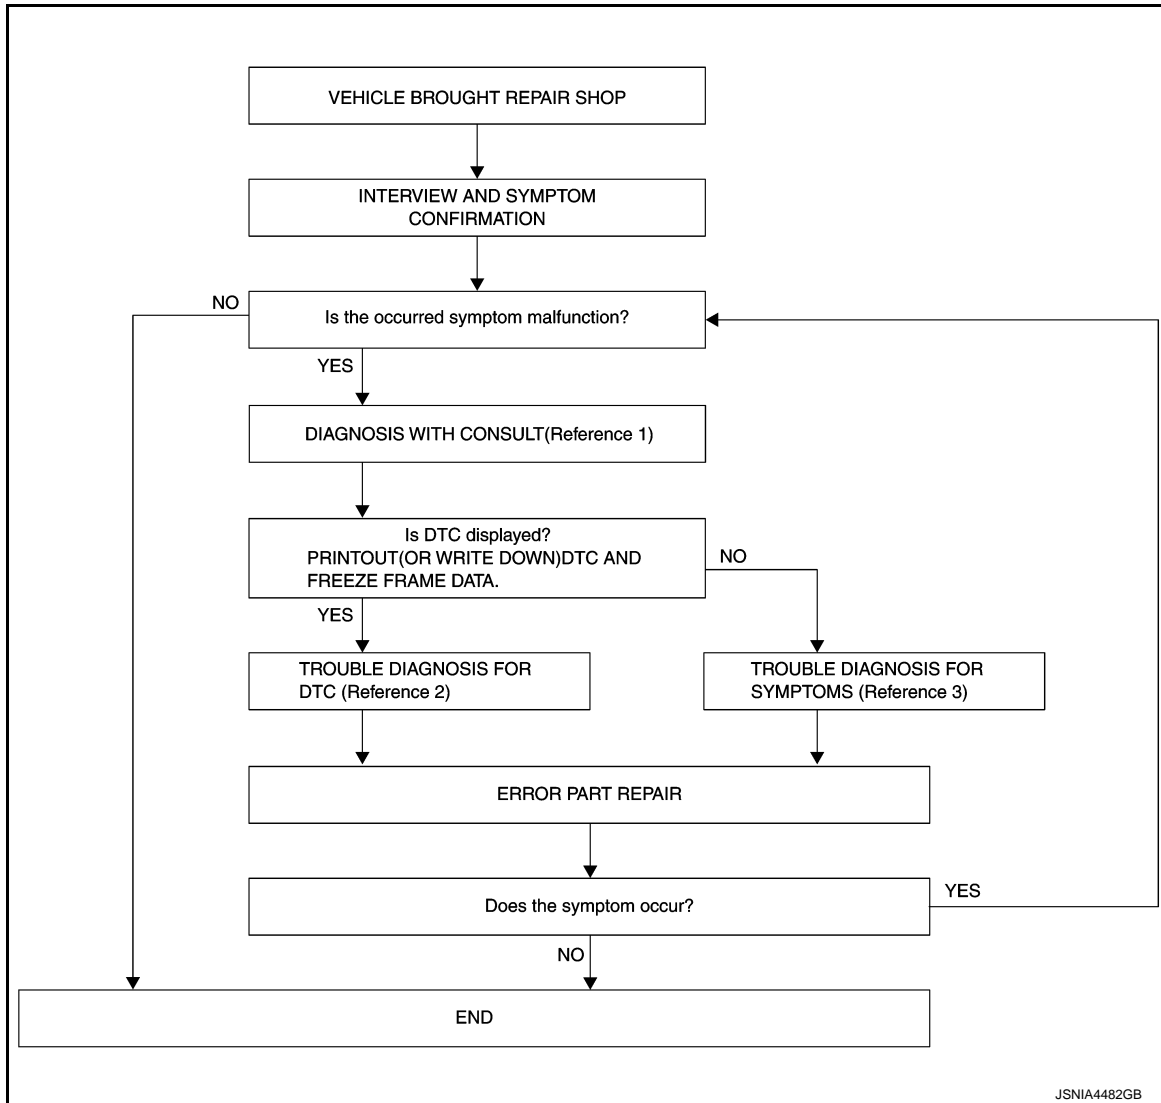 VEHICLE BROUGHT REPAIR SHOP
INTERVIEW AND SYMPTOM
CONFIRMATION
NO
Is the occurred symptom malfunction?
YES
DIAGNOSIS WITH CONSULT(Reference 1)
Is DTC displayed?
PRINTOUT(OR WRITE DOWN)DTC AND
FREEZE FRAME DATA.
NO
YES
TROUBLE DIAGNOSIS FOR
DTC (Reference 2)
TROUBLE DIAGNOSIS FOR
SYMPTOMS (Reference 3)
ERROR PART REPAIR
Does the symptom occur?
YES
NO
END
JSNIA4482GB